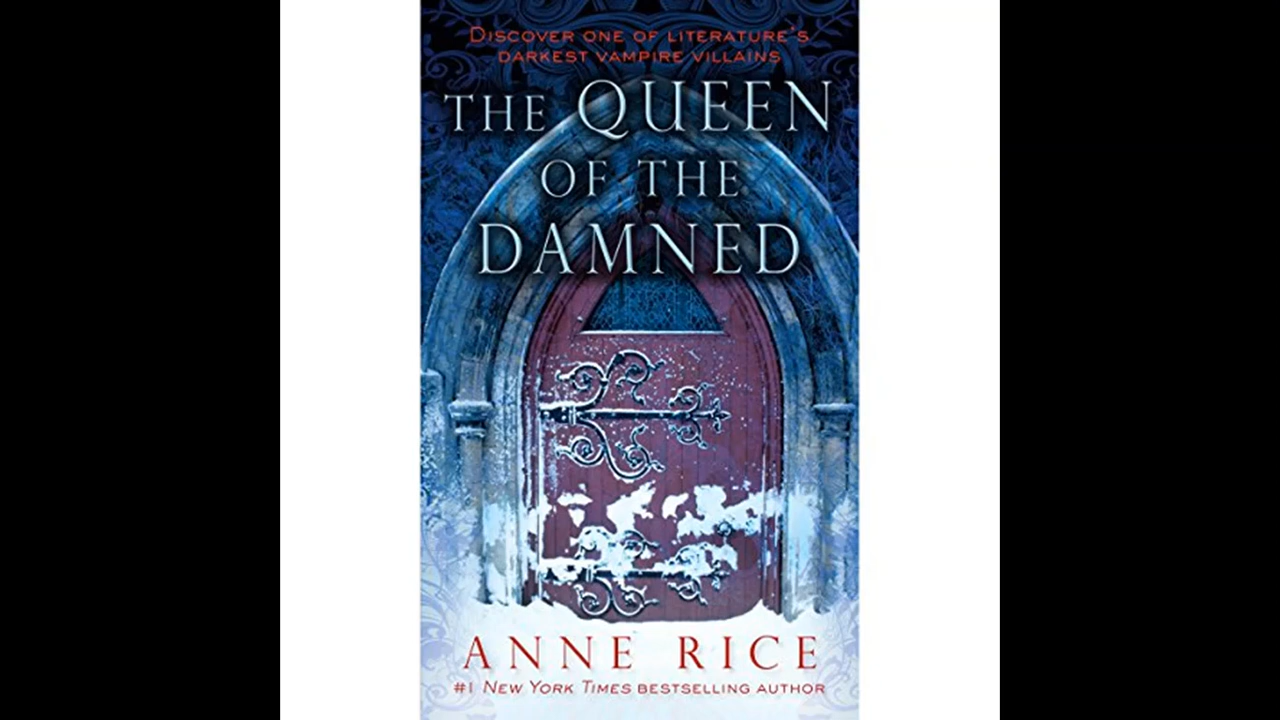 DISCOVER ONE OF LITERATURE'S
DARKEST VAMPIRE VILLAINS
THE QUEEN
OF THE
DAMNED
ANNE RICE
#1 NEW YORK TIMES BESTSELLING AUTHOR